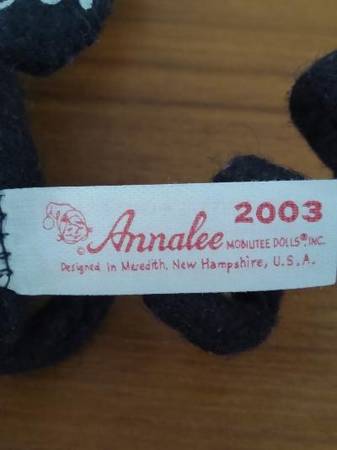 2003
© Annalee MOBILITEE DOLLS®, INC.
Designed in Meredith, New Hampshire, U.S.A.